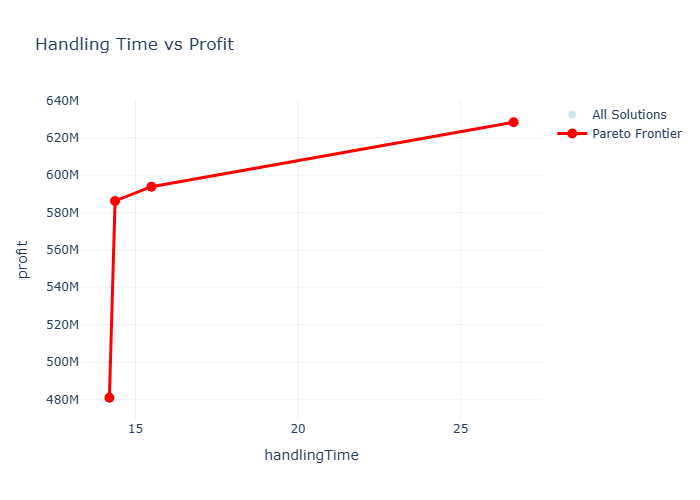 Handling Time vs Profit
640M
620M
600M
580M
560M
540M
520M
500M
480M
profit
15
20
25
handlingTime
All Solutions
Pareto Frontier